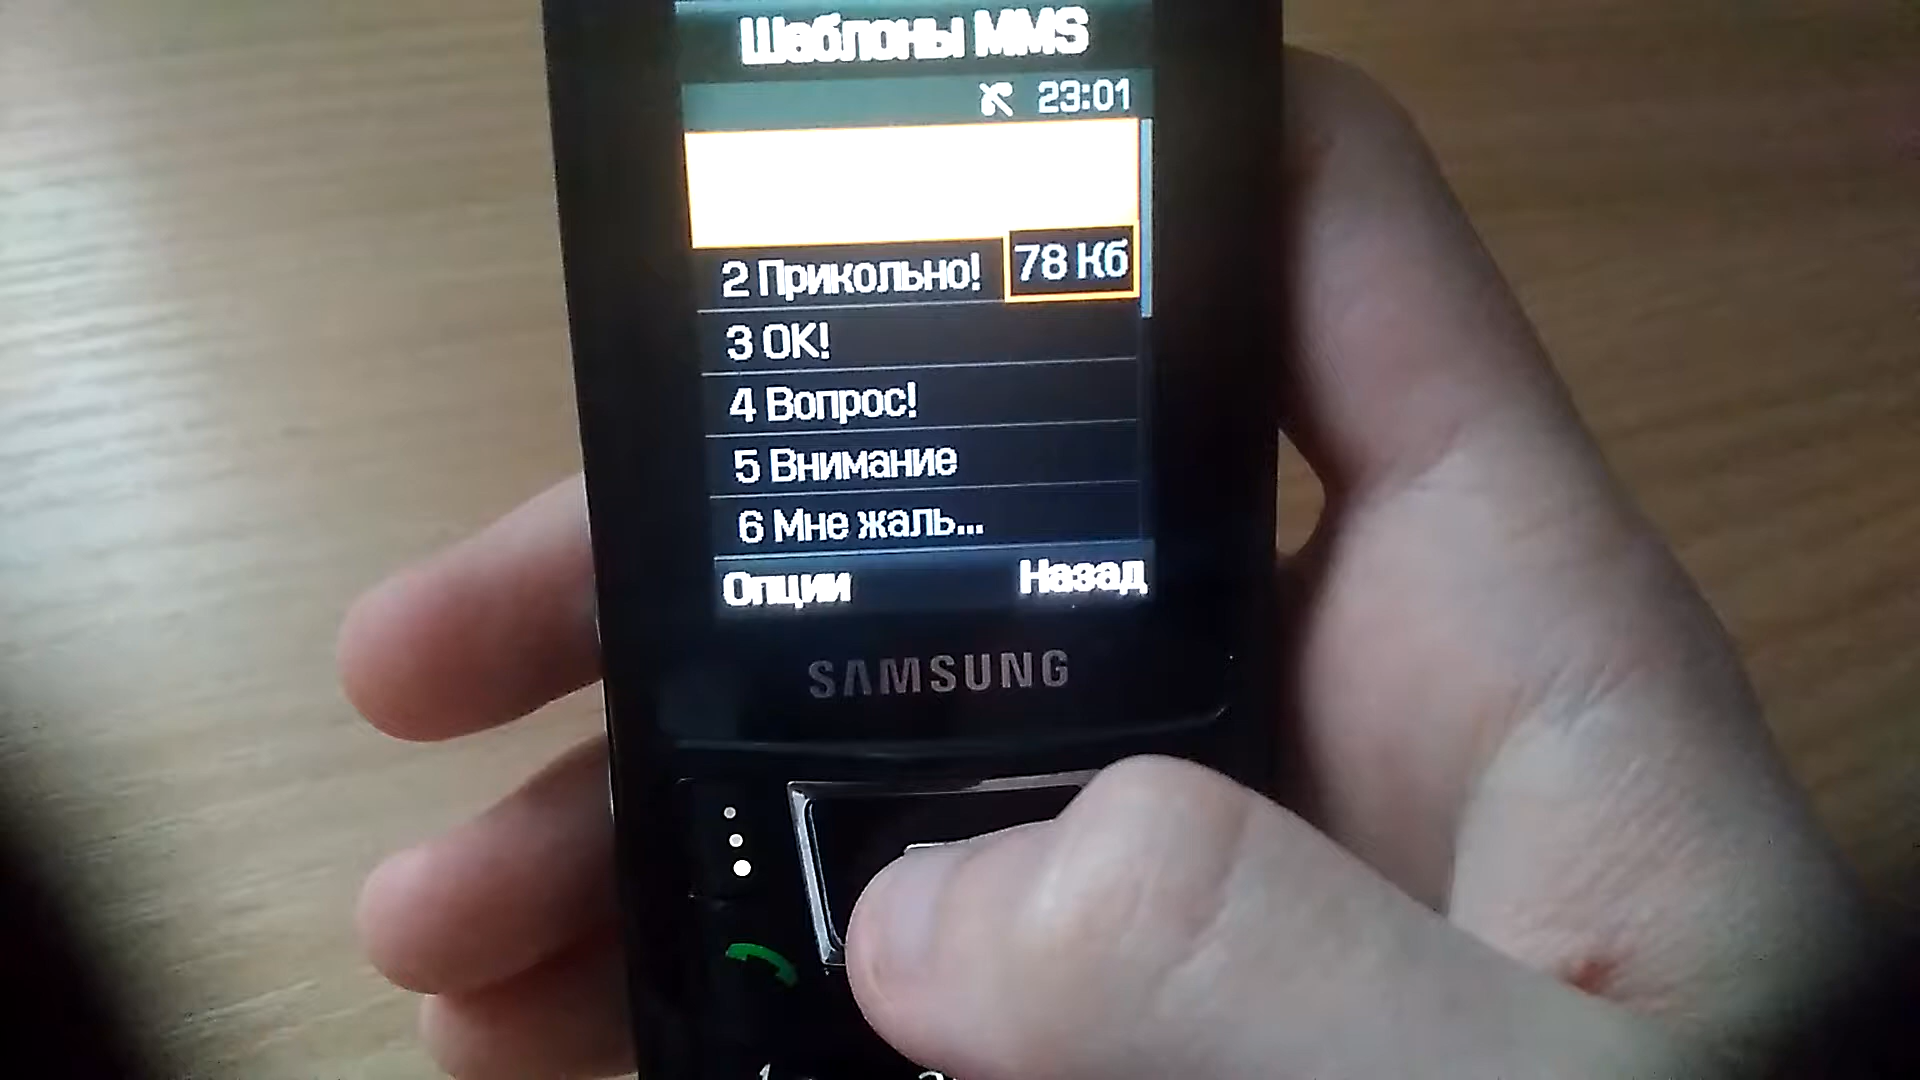 Шаблоны MMS
23:01
2 Прикольно!
78 Кб
3 OK!
4 Вопрос!
5 Внимание
6 Мне жаль...
Опции
Назад
SAMSUNG